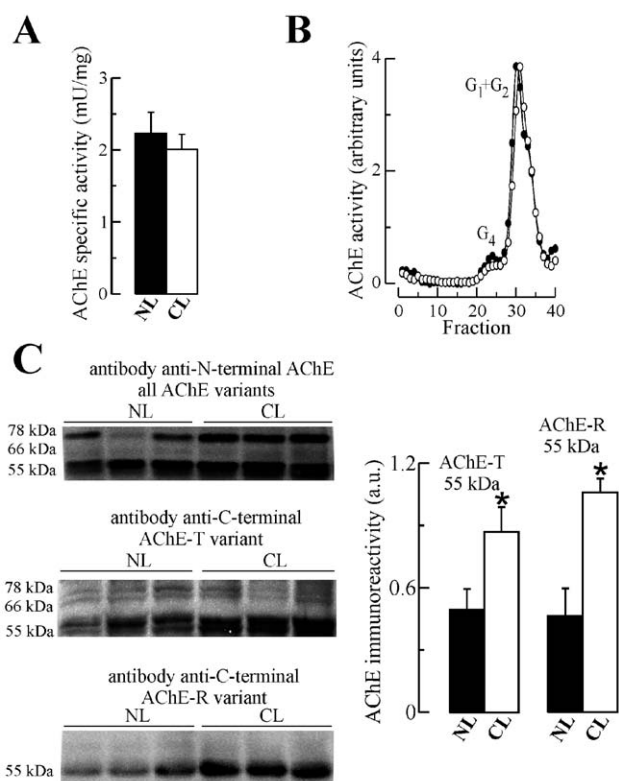 A
AChE specific activity (mU/mg)
3
2
1
0
NL CL
B
AChE activity (arbitrary units)
4
2
0
G1+G2
G4
0 10 20 30 40
Fraction
C
antibody anti-N-terminal AChE
all AChE variants
NL CL
78 kDa
66 kDa
55 kDa
antibody anti-C-terminal
AChE-T variant
NL CL
78 kDa
66 kDa
55 kDa
antibody anti-C-terminal
AChE-R variant
NL CL
55 kDa
AChE immunoreactivity (a.u.)
1.2
0.6
0
AChE-T
55 kDa
*
AChE-R
55 kDa
*
NL CL NL CL